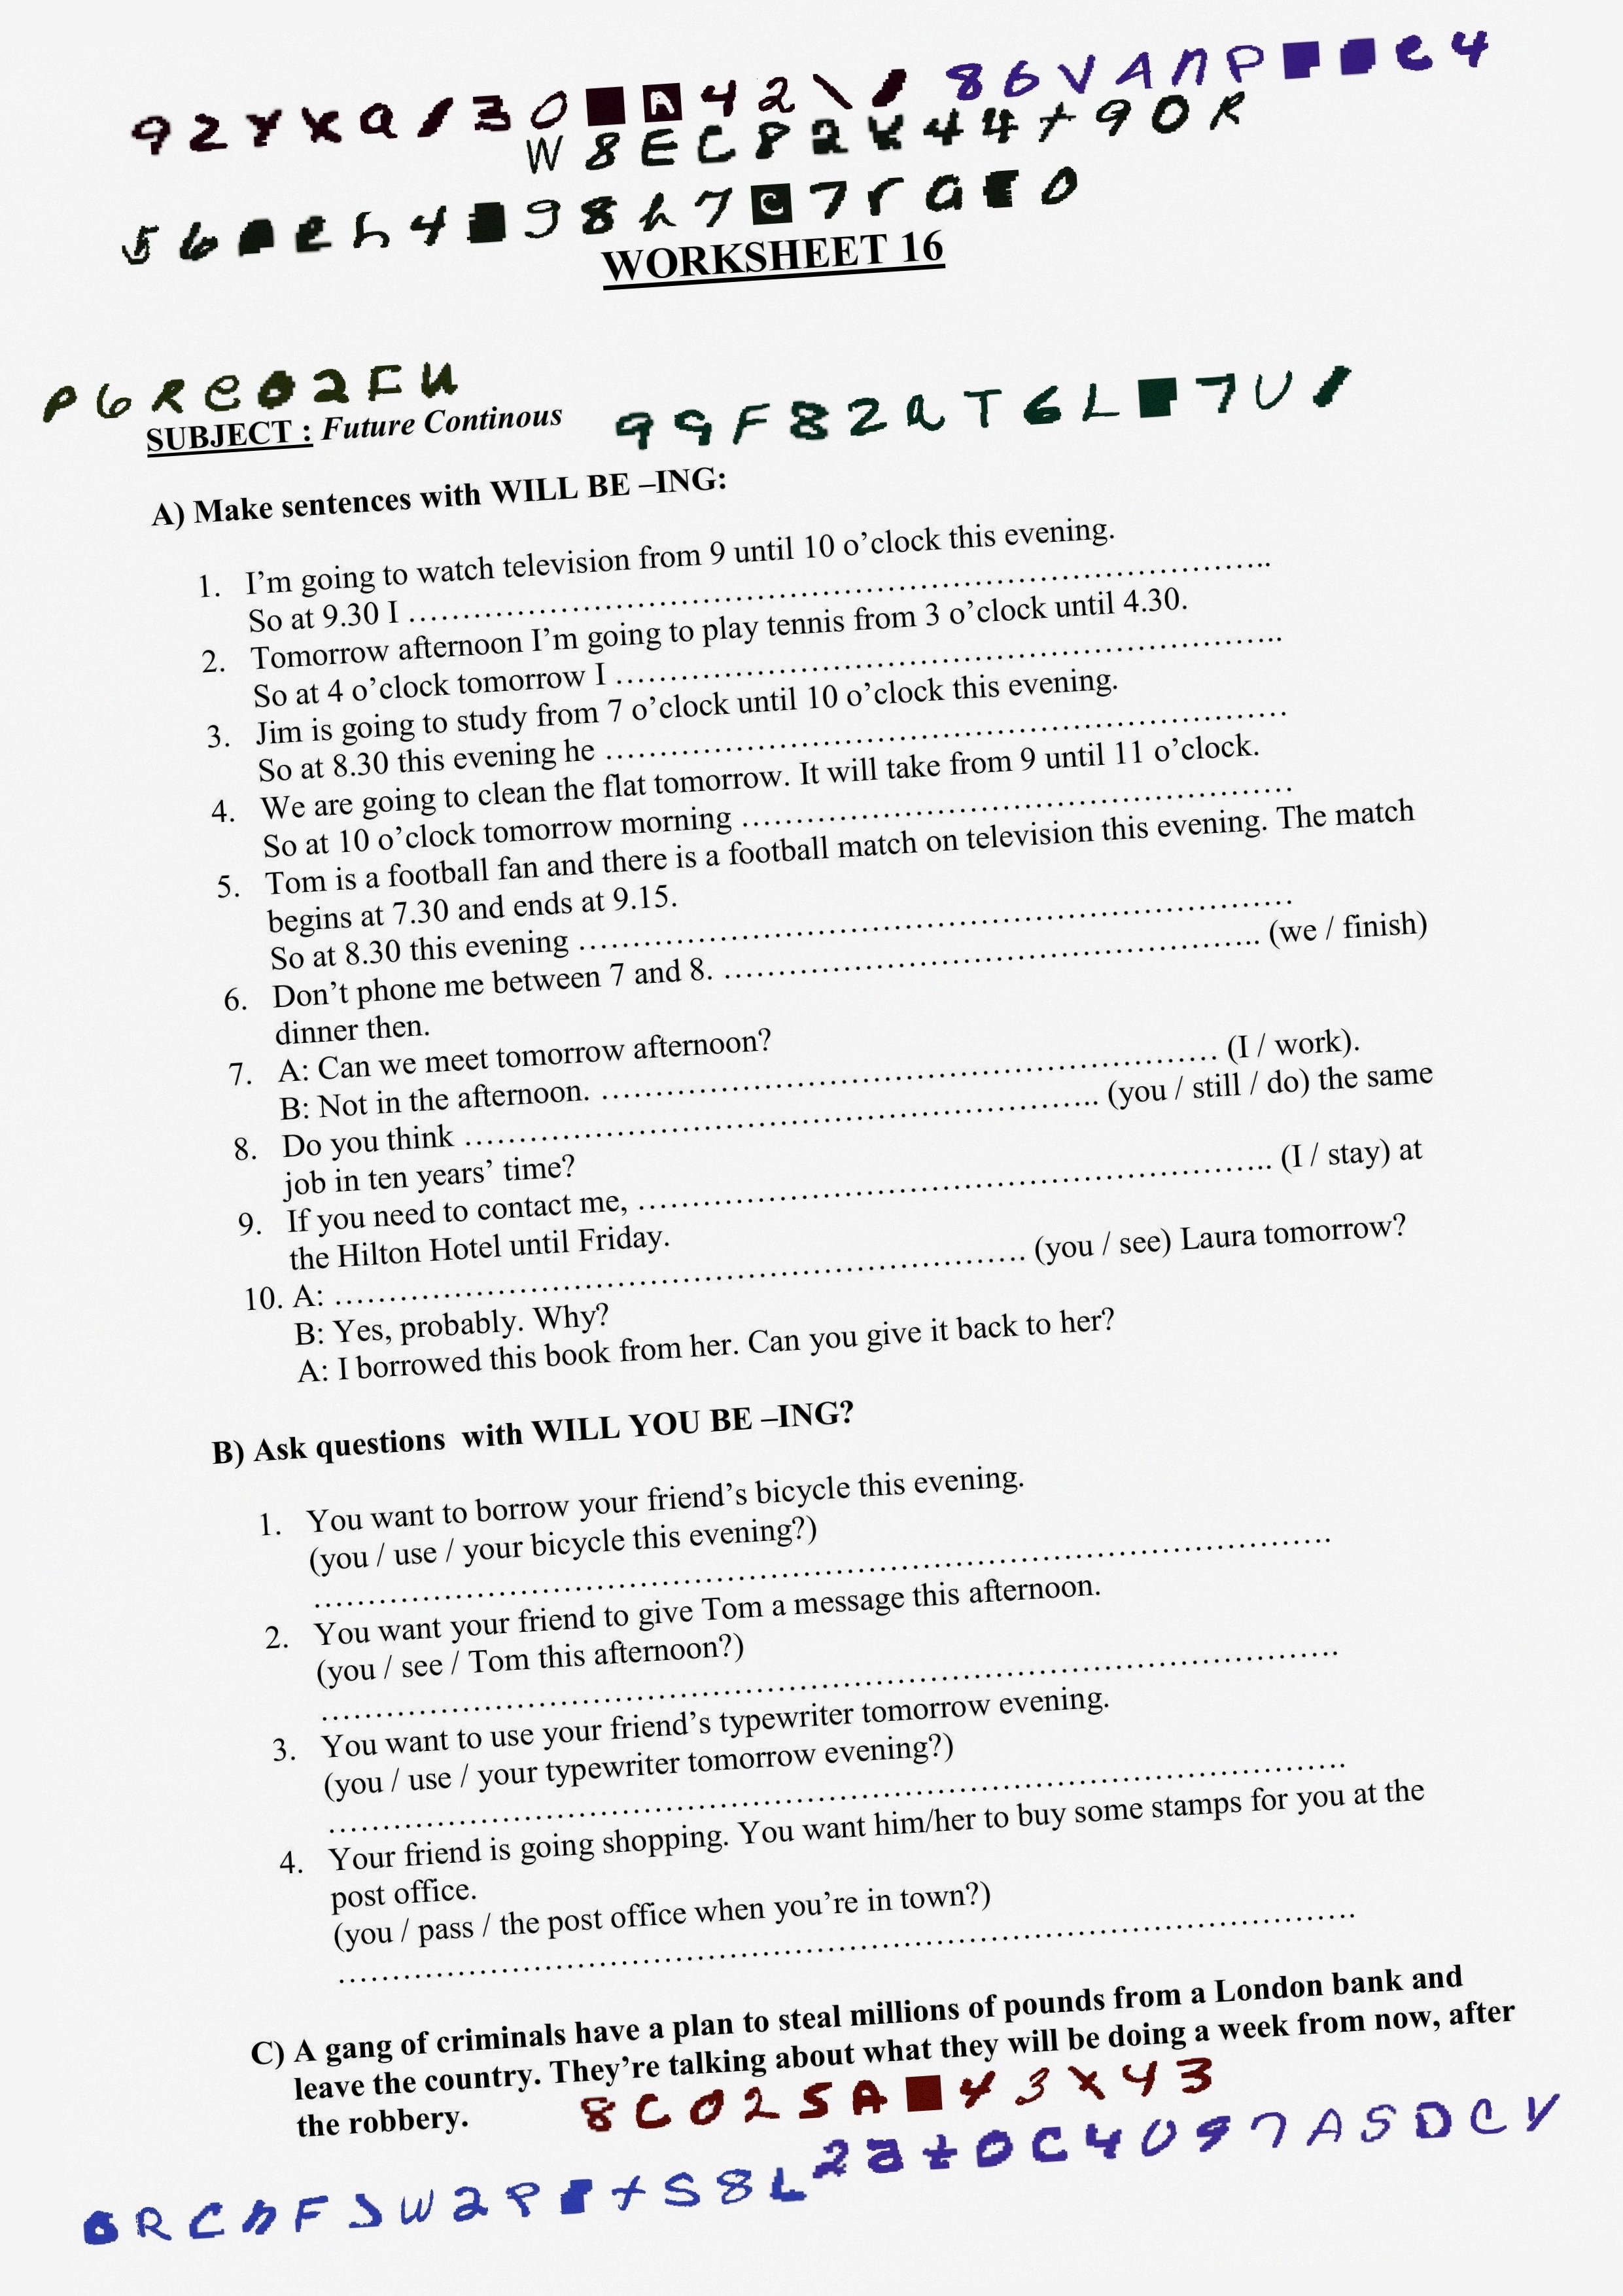 WORKSHEET 16
SUBJECT : Future Continous
A) Make sentences with WILL BE –ING:
1. I’m going to watch television from 9 until 10 o’clock this evening.
So at 9.30 I ……………………………………………………………………..
2. Tomorrow afternoon I’m going to play tennis from 3 o’clock until 4.30.
So at 4 o’clock tomorrow I ……………………………………………………..
3. Jim is going to study from 7 o’clock until 10 o’clock this evening.
So at 8.30 this evening he ………………………………………………………
4. We are going to clean the flat tomorrow. It will take from 9 until 11 o’clock.
So at 10 o’clock tomorrow morning ……………………………………………
5. Tom is a football fan and there is a football match on television this evening. The match
begins at 7.30 and ends at 9.15.
So at 8.30 this evening …………………………………………………………
6. Don’t phone me between 7 and 8. ………………………………………….. (we / finish)
dinner then.
7. A: Can we meet tomorrow afternoon?
B: Not in the afternoon. ………………………………………………… (I / work).
8. Do you think ………………………………………………….. (you / still / do) the same
job in ten years’ time?
9. If you need to contact me, ………………………………………………….. (I / stay) at
the Hilton Hotel until Friday.
10. A: ………………………………………………………. (you / see) Laura tomorrow?
B: Yes, probably. Why?
A: I borrowed this book from her. Can you give it back to her?
B) Ask questions with WILL YOU BE –ING?
1. You want to borrow your friend’s bicycle this evening.
(you / use / your bicycle this evening?)
………………………………………………………………………………….
2. You want your friend to give Tom a message this afternoon.
(you / see / Tom this afternoon?)
………………………………………………………………………………….
3. You want to use your friend’s typewriter tomorrow evening.
(you / use / your typewriter tomorrow evening?)
………………………………………………………………………………….
4. Your friend is going shopping. You want him/her to buy some stamps for you at the
post office.
(you / pass / the post office when you’re in town?)
………………………………………………………………………………….
C) A gang of criminals have a plan to steal millions of pounds from a London bank and
leave the country. They’re talking about what they will be doing a week from now, after
the robbery.